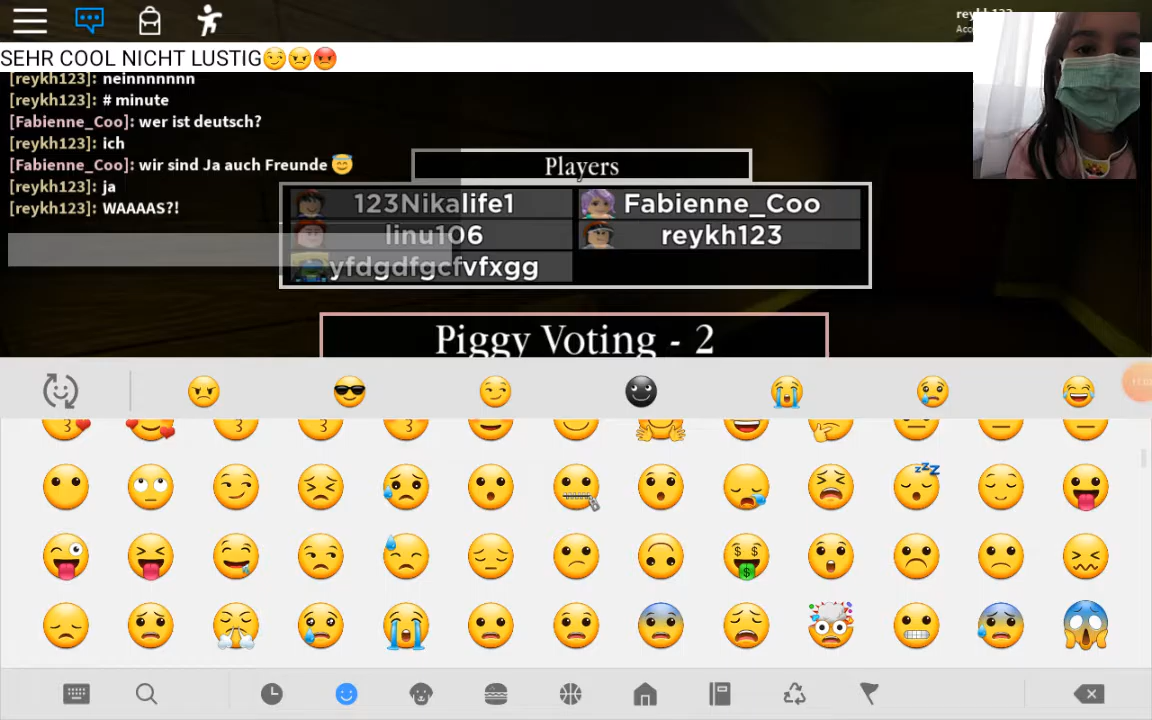 SEHR COOL NICHT LUSTIG😏😠😡
[reykh123]: neinnnnnnn
[reykh123]: # minute
[Fabienne_Coo]: wer ist deutsch?
[reykh123]: ich
[Fabienne_Coo]: wir sind Ja auch Freunde 😇
[reykh123]: ja
[reykh123]: WAAAAS?!
Players
123Nikalife1 Fabienne_Coo
linu106 reykh123
yfdgdfgcfvfxgg
Piggy Voting - 2